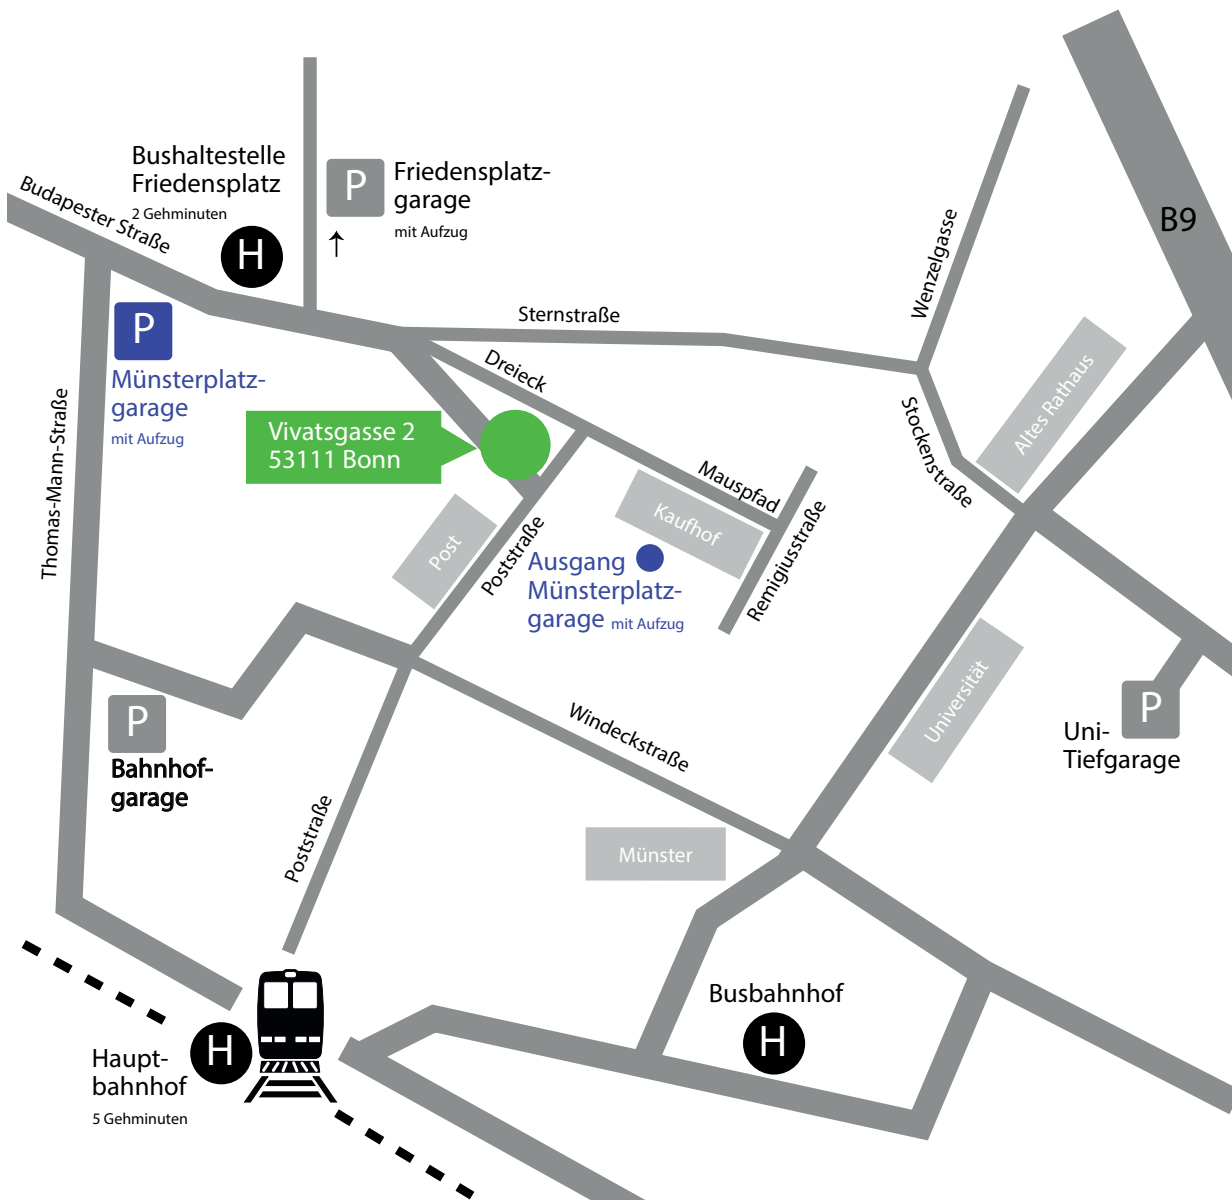 B9
Wenzelgasse
Bushaltestelle
Friedensplatz
2 Gehminuten
H
P
Friedensplatz-
garage
mit Aufzug
↑
Budapester Straße
P
Münsterplatz-
garage
mit Aufzug
Sternstraße
Dreieck
Altes Rathaus
Stockenstraße
Thomas-Mann-Straße
Vivatsgasse 2
53111 Bonn
Mauspfad
Kaufhof
Remigiusstraße
Post
Poststraße
Ausgang
Münsterplatz-
garage mit Aufzug
Universität
P
Uni-
Tiefgarage
P
Bahnhof-
garage
Windeckstraße
Poststraße
Münster
Busbahnhof
H
H
Haupt-
bahnhof
5 Gehminuten